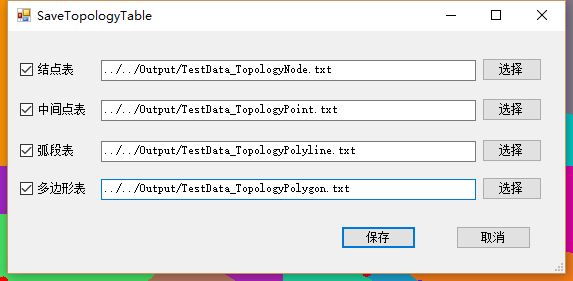 SaveTopologyTable
结点表 ../../Output/TestData_TopologyNode.txt 选择
中间点表 ../../Output/TestData_TopologyPoint.txt 选择
弧段表 ../../Output/TestData_TopologyPolyline.txt 选择
多边形表 ../../Output/TestData_TopologyPolygon.txt 选择
保存 取消